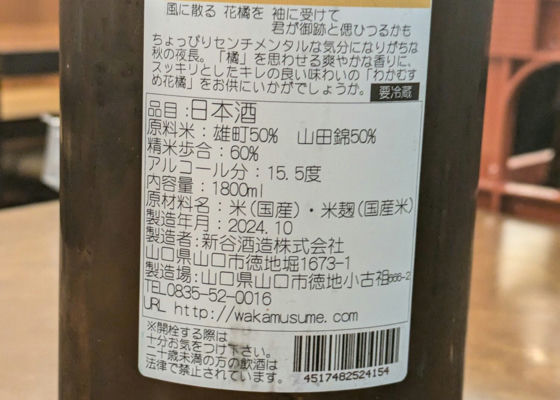 風に散る 花橘を 袖に受けて
君が御跡と偲ひつるかも
ちょっぴりセンチメンタルな気分になりがちな
秋の夜長。「橘」を思わせる爽やかな香りに、
スッキリとしたキレの良い味わいの「わかむす
め花橘」をお供にいかがでしょうか。 要冷蔵
品目：日本酒
原料米：雄町50% 山田錦50%
精米歩合：60%
アルコール分：15.5度
内容量：1800ml
原材料名：米（国産）・米麹（国産米）
製造年月：2024.10
製造者：新谷酒造株式会社
山口県山口市徳地堀1673-1
製造場：山口県山口市徳地小古祖666-2
TEL0835-52-0016
URL http://wakamusume.com
※開栓する際は
十分お気をつけ下さい。
二十歳未満の方の飲酒は
法律で禁止されています。
4517482524154